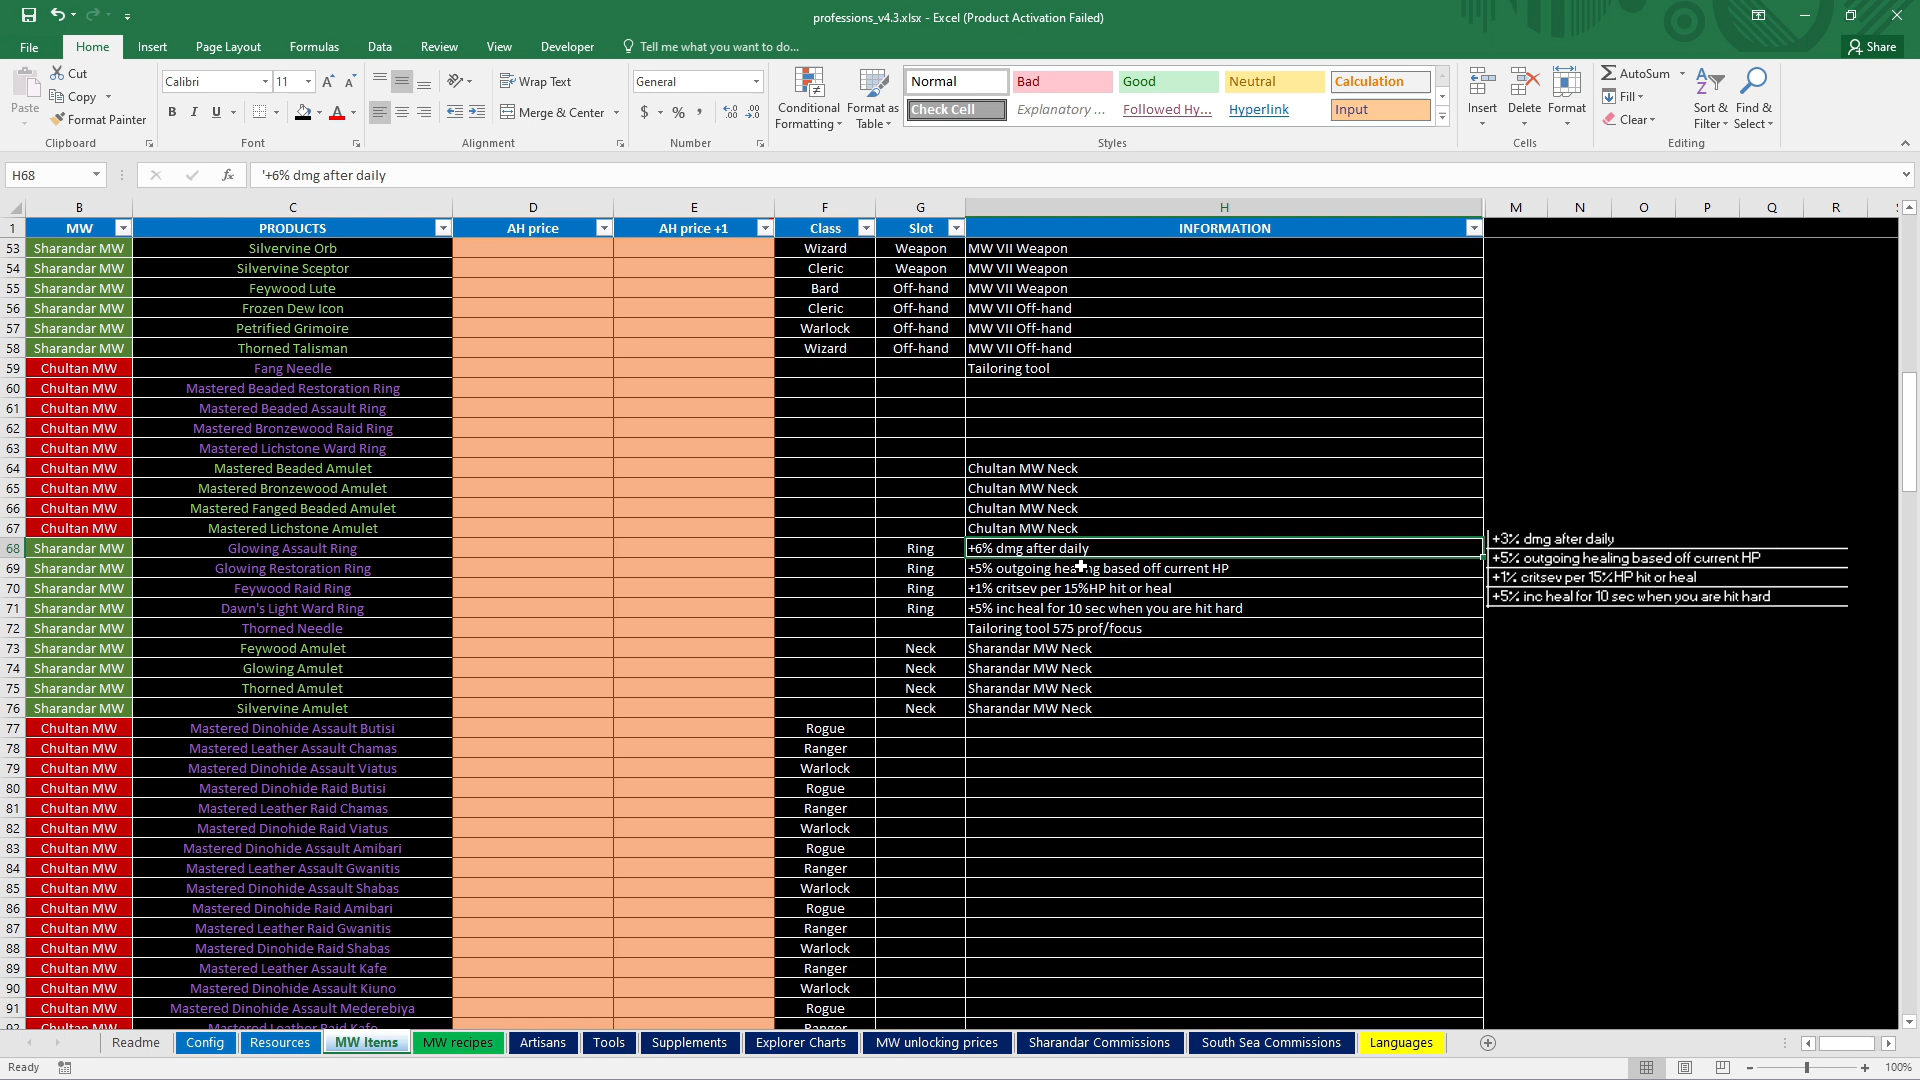 professions_v4.3.xlsx - Excel (Product Activation Failed)
File Home Insert Page Layout Formulas Data Review View Developer Tell me what you want to do... Share
Paste Cut Copy Format Painter Clipboard
Calibri 11 A A B I U A Font
Wrap Text Merge & Center Alignment
General $ % , Number
Conditional Formatting Format as Table
Normal Bad Good Neutral Calculation
Check Cell Explanatory ... Followed Hy... Hyperlink Input
Styles
Insert Delete Format Cells
AutoSum Fill Clear Sort & Filter Find & Select Editing
H68 fx '+6% dmg after daily
B C D E F G H M N O P Q R
1 MW PRODUCTS AH price AH price +1 Class Slot INFORMATION
53 Sharandar MW Silvervine Orb Wizard Weapon MW VII Weapon
54 Sharandar MW Silvervine Sceptor Cleric Weapon MW VII Weapon
55 Sharandar MW Feywood Lute Bard Off-hand MW VII Weapon
56 Sharandar MW Frozen Dew Icon Cleric Off-hand MW VII Off-hand
57 Sharandar MW Petrified Grimoire Warlock Off-hand MW VII Off-hand
58 Sharandar MW Thorned Talisman Wizard Off-hand MW VII Off-hand
59 Chultan MW Fang Needle Tailoring tool
60 Chultan MW Mastered Beaded Restoration Ring
61 Chultan MW Mastered Beaded Assault Ring
62 Chultan MW Mastered Bronzewood Raid Ring
63 Chultan MW Mastered Lichstone Ward Ring
64 Chultan MW Mastered Beaded Amulet Chultan MW Neck
65 Chultan MW Mastered Bronzewood Amulet Chultan MW Neck
66 Chultan MW Mastered Fanged Beaded Amulet Chultan MW Neck
67 Chultan MW Mastered Lichstone Amulet Chultan MW Neck
68 Sharandar MW Glowing Assault Ring Ring +6% dmg after daily +3% dmg after daily
69 Sharandar MW Glowing Restoration Ring Ring +5% outgoing healing based off current HP +5% outgoing healing based off current HP
70 Sharandar MW Feywood Raid Ring Ring +1% critsev per 15%HP hit or heal +1% critsev per 15%HP hit or heal
71 Sharandar MW Dawn's Light Ward Ring Ring +5% inc heal for 10 sec when you are hit hard +5% inc heal for 10 sec when you are hit hard
72 Sharandar MW Thorned Needle Tailoring tool 575 prof/focus
73 Sharandar MW Feywood Amulet Neck Sharandar MW Neck
74 Sharandar MW Glowing Amulet Neck Sharandar MW Neck
75 Sharandar MW Thorned Amulet Neck Sharandar MW Neck
76 Sharandar MW Silvervine Amulet Neck Sharandar MW Neck
77 Chultan MW Mastered Dinohide Assault Butisi Rogue
78 Chultan MW Mastered Leather Assault Chamas Ranger
79 Chultan MW Mastered Dinohide Assault Viatus Warlock
80 Chultan MW Mastered Dinohide Raid Butisi Rogue
81 Chultan MW Mastered Leather Raid Chamas Ranger
82 Chultan MW Mastered Dinohide Raid Viatus Warlock
83 Chultan MW Mastered Dinohide Assault Amibari Rogue
84 Chultan MW Mastered Leather Assault Gwanitis Ranger
85 Chultan MW Mastered Dinohide Assault Shabas Warlock
86 Chultan MW Mastered Dinohide Raid Amibari Rogue
87 Chultan MW Mastered Leather Raid Gwanitis Ranger
88 Chultan MW Mastered Dinohide Raid Shabas Warlock
89 Chultan MW Mastered Leather Assault Kafe Ranger
90 Chultan MW Mastered Dinohide Assault Kiuno Warlock
91 Chultan MW Mastered Dinohide Assault Mederebiya Rogue
92 Chultan MW Mastered Leather Raid Kafe Ranger
Readme Config Resources MW Items MW recipes Artisans Tools Supplements Explorer Charts MW unlocking prices Sharandar Commissions South Sea Commissions Languages
Ready 100%